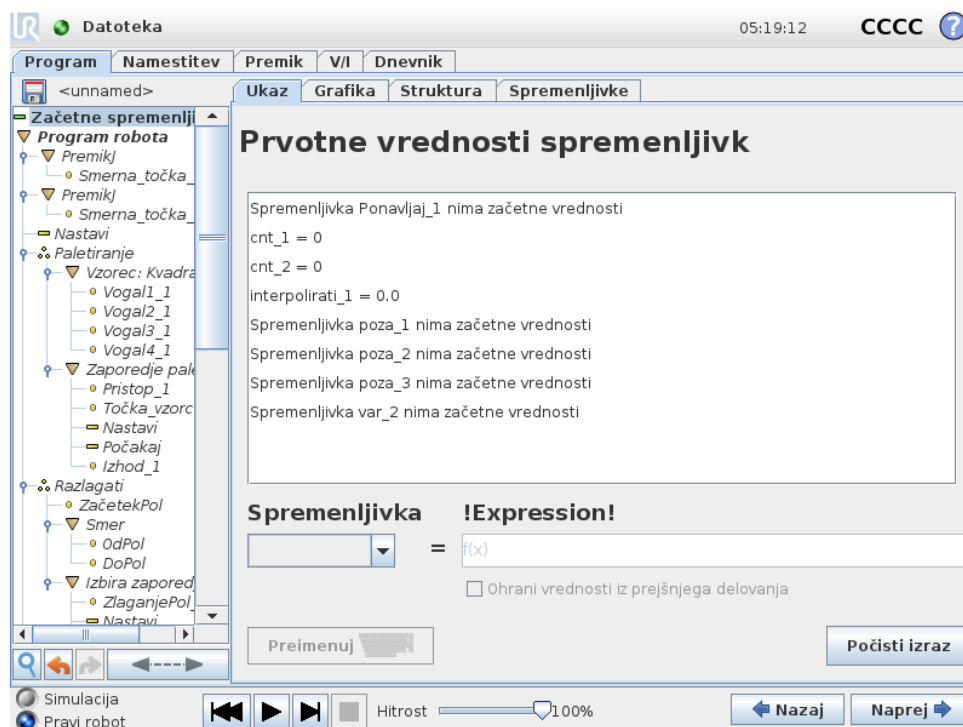 UR
Datoteka
05:19:12
CCCC
?
Program
Namestitev
Premik
V/I
Dnevnik
<unnamed>
Ukaz
Grafika
Struktura
Spremenljivke
Začetne spremenlji
Program robota
PremikJ
Smerna_točka_
PremikJ
Smerna_točka_
Nastavi
Paletiranje
Vzorec: Kvadra
Vogal1_1
Vogal2_1
Vogal3_1
Vogal4_1
Zaporedje pale
Pristop_1
Točka_vzorc
Nastavi
Počakaj
Izhod_1
Razlagati
ZačetekPol
Smer
OdPol
DoPol
Izbira zapored
ZlaganjePol_
Nastavi
Prvotne vrednosti spremenljivk
Spremenljivka Ponavljaj_1 nima začetne vrednosti
cnt_1 = 0
cnt_2 = 0
interpolirati_1 = 0.0
Spremenljivka poza_1 nima začetne vrednosti
Spremenljivka poza_2 nima začetne vrednosti
Spremenljivka poza_3 nima začetne vrednosti
Spremenljivka var_2 nima začetne vrednosti
Spremenljivka
!Expression!
=
f(x)
Ohrani vrednosti iz prejšnjega delovanja
Preimenuj
Počisti izraz
Simulacija
Pravi robot
Hitrost
100%
Nazaj
Naprej